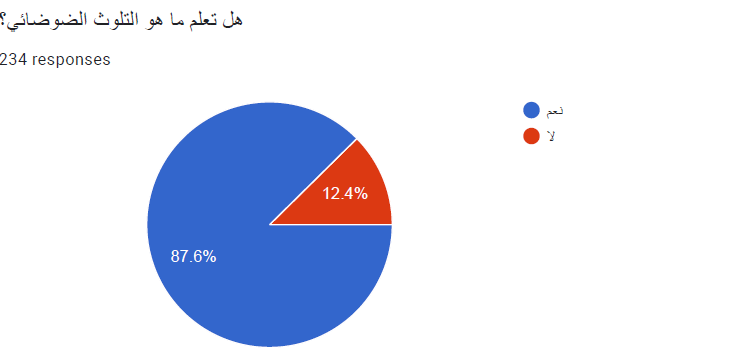 هل تعلم ما هو التلوث الضوضائي؟
234 responses
نعم
لا
12.4%
87.6%